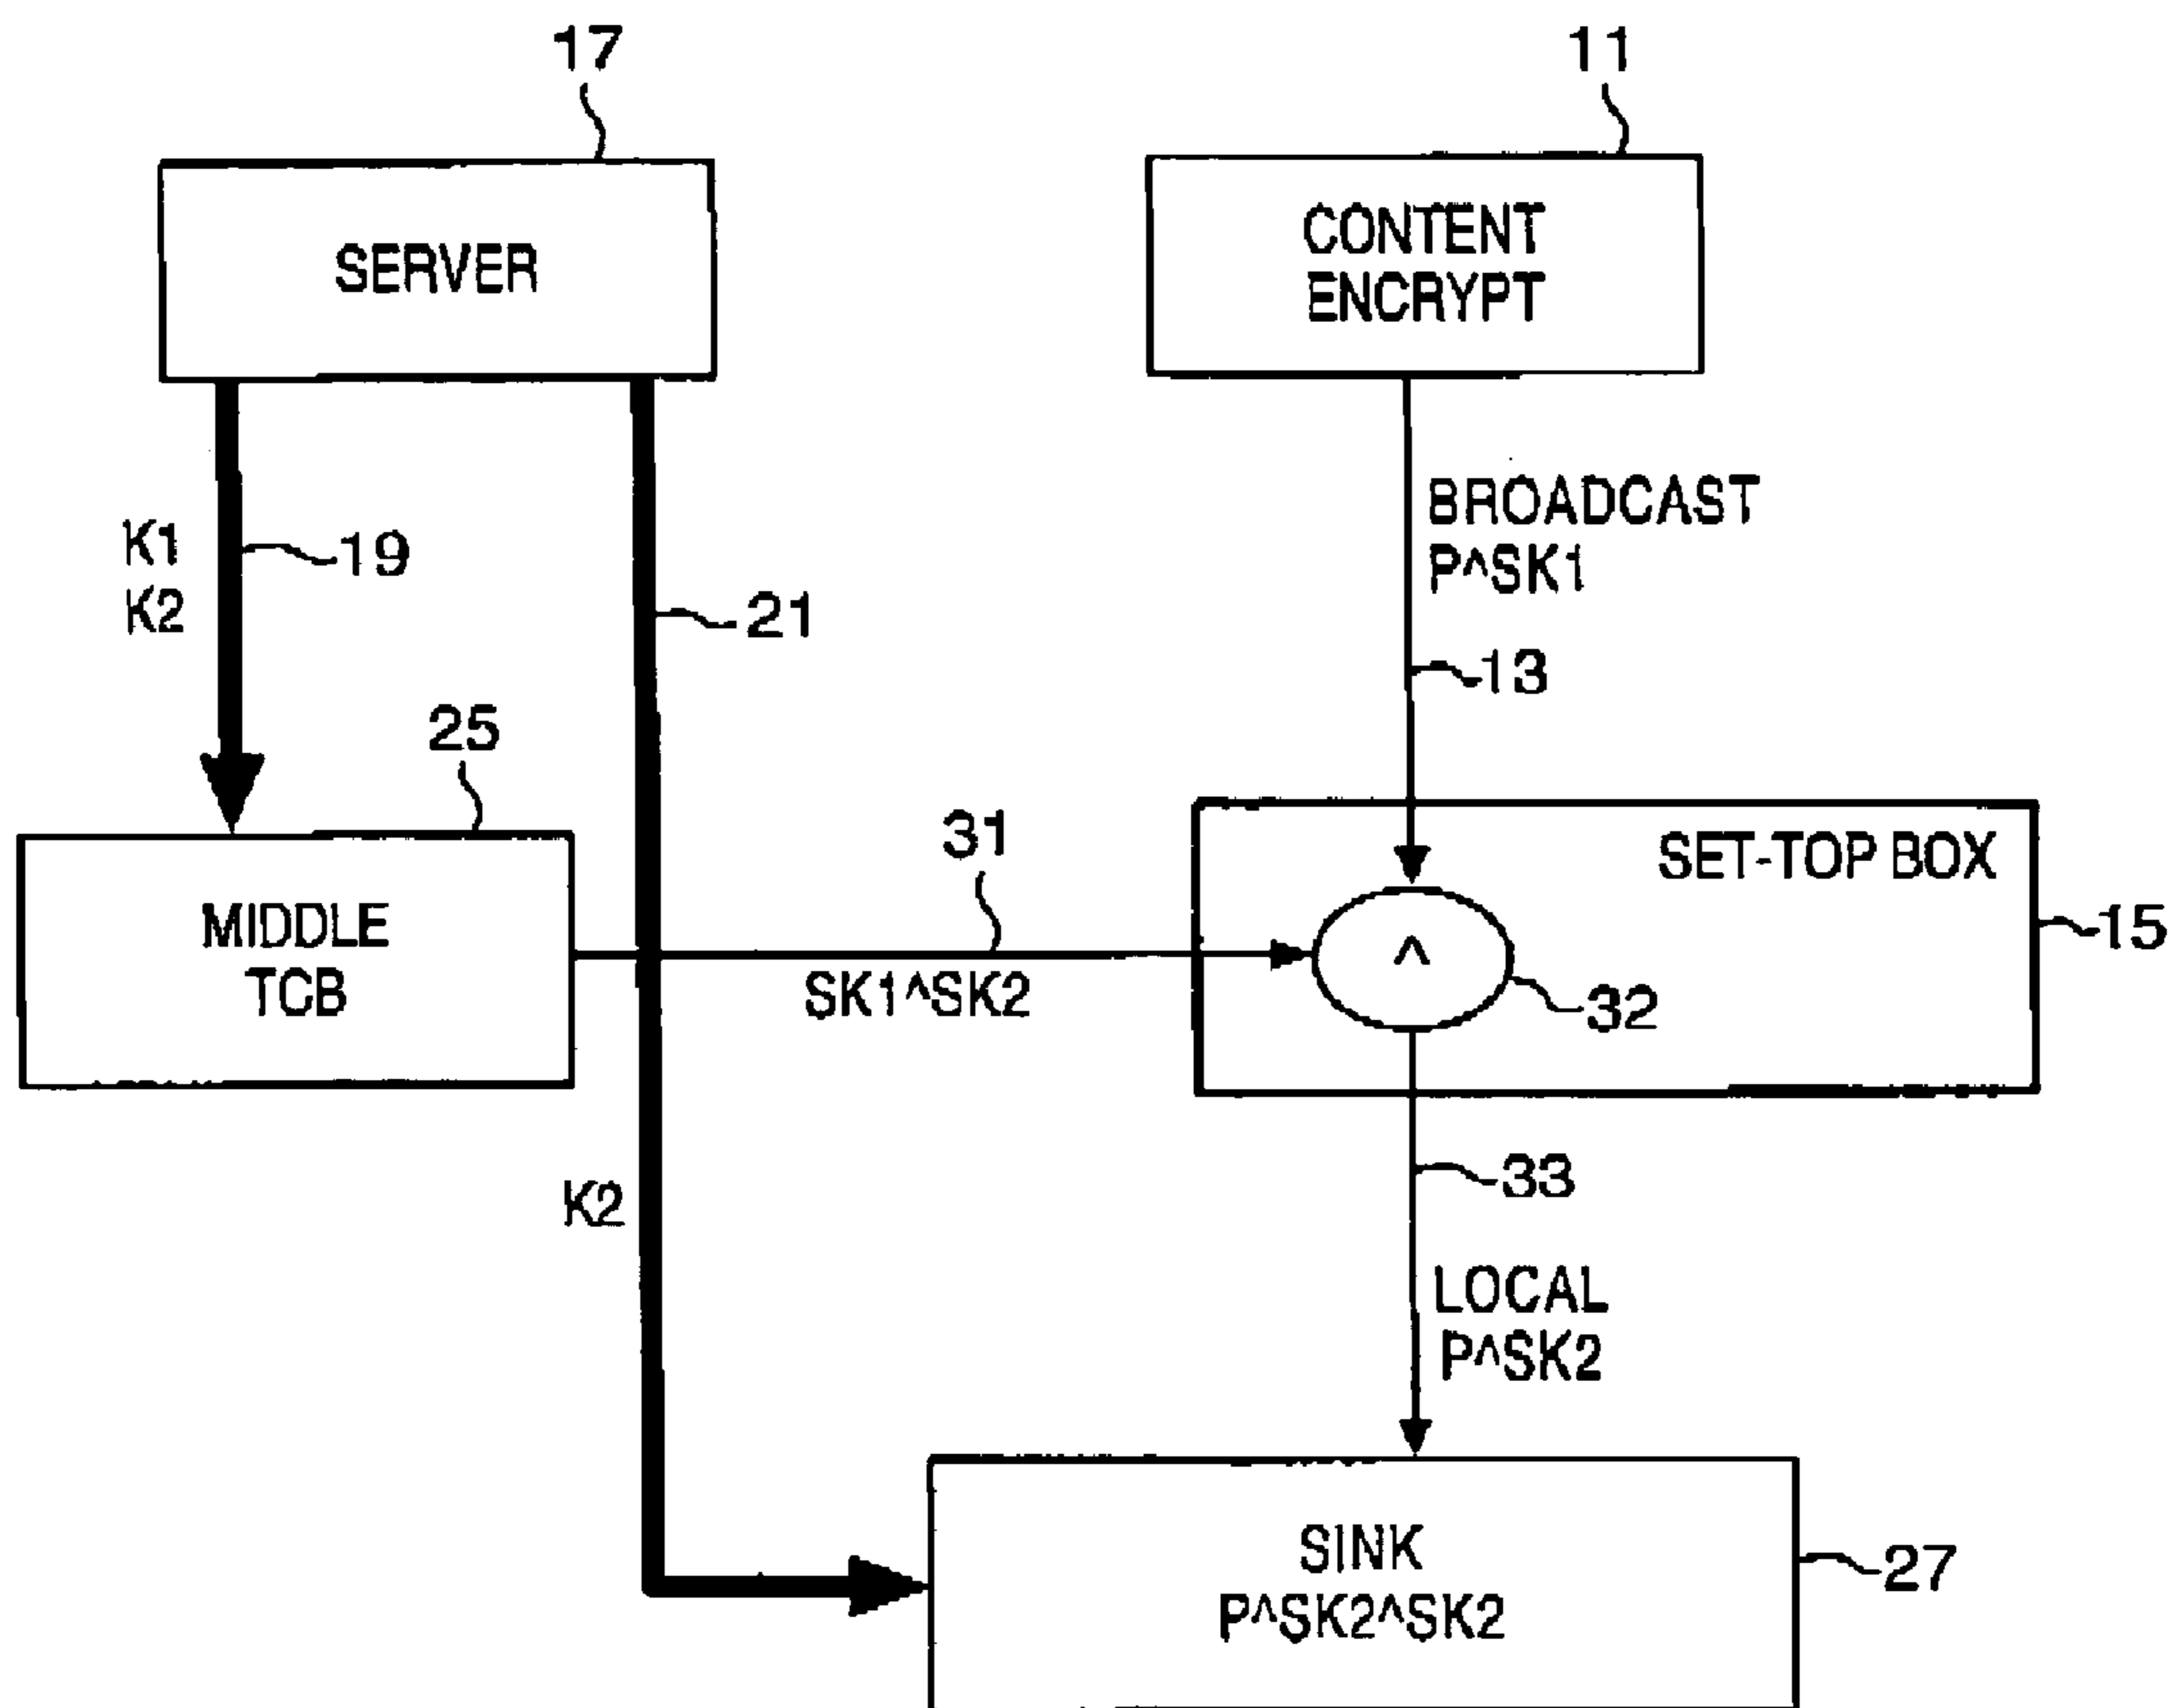 17
11
SERVER
CONTENT
ENCRYPT
K1
K2
19
21
BROADCAST
P^SK1
13
25
31
SET-TOP BOX
MIDDLE
TCB
SK1^SK2
^
32
15
33
K2
LOCAL
P^SK2
SINK
P^SK2^SK2
27